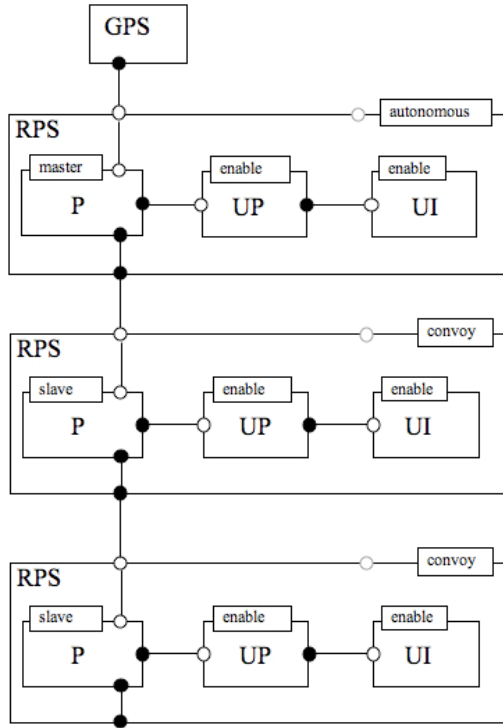 GPS
autonomous
RPS
master
enable
enable
P
UP
UI
convoy
RPS
slave
enable
enable
P
UP
UI
convoy
RPS
slave
enable
enable
P
UP
UI